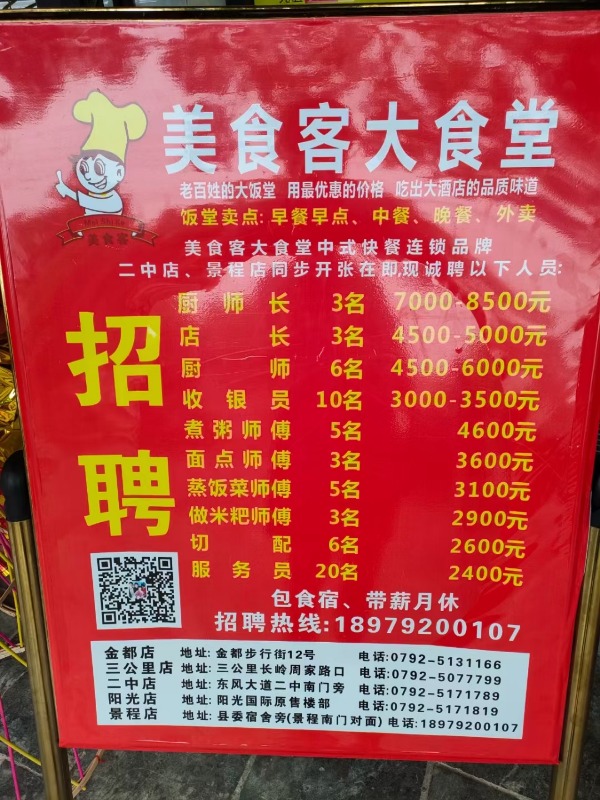 美食客大食堂
老百姓的大饭堂 用最优惠的价格 吃出大酒店的品质味道
饭堂卖点: 早餐早点、中餐、晚餐、外卖
美食客
美食客大食堂中式快餐连锁品牌
二中店、景程店同步开张在即,现诚聘以下人员:
招聘
厨师长 3名 7000-8500元
店长 3名 4500-5000元
厨师 6名 4500-6000元
收银员 10名 3000-3500元
煮粥师傅 5名 4600元
面点师傅 3名 3600元
蒸饭菜师傅 5名 3100元
做米粑师傅 3名 2900元
切配 6名 2600元
服务员 20名 2400元
包食宿、带薪月休
招聘热线:18979200107
金都店 地址: 金都步行街12号 电话:0792-5131166
三公里店 地址: 三公里长岭周家路口 电话:0792-5077799
二中店 地址: 东风大道二中南门旁 电话:0792-5171789
阳光店 地址: 阳光国际原售楼部 电话:0792-5171819
景程店 地址: 县委宿舍旁(景程南门对面) 电话:18979200107